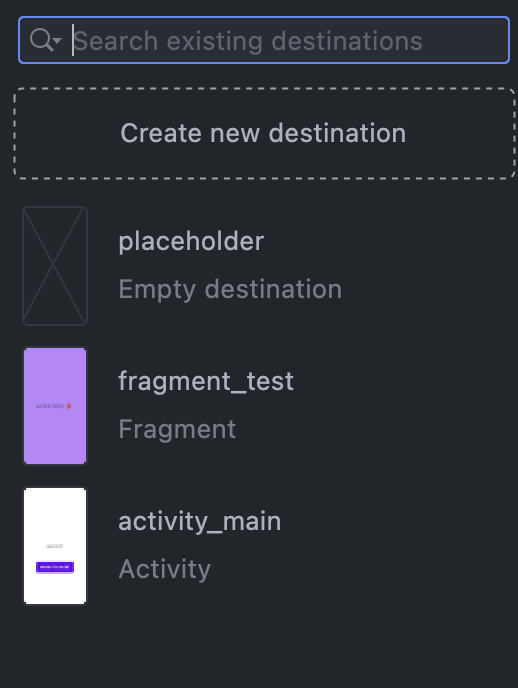 Search existing destinations
Create new destination
placeholder
Empty destination
fragment_test
Fragment
activity_main
Activity